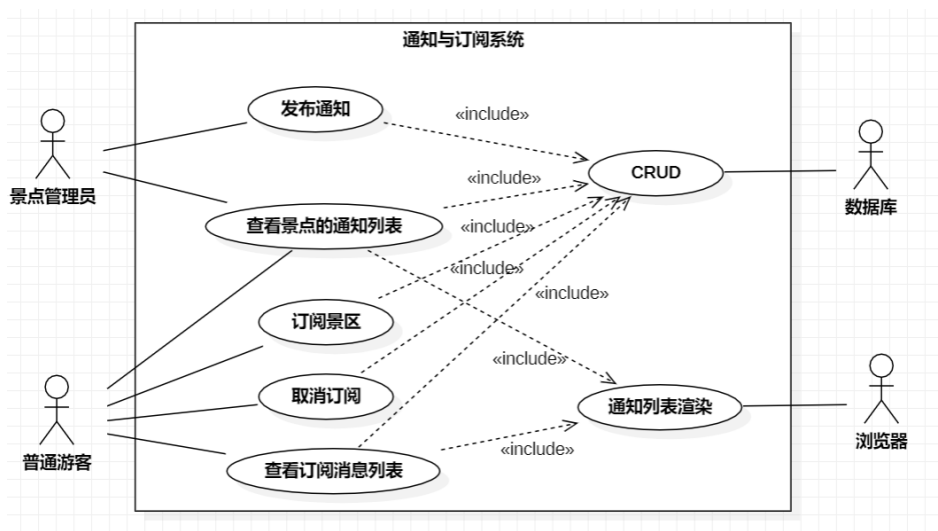 通知与订阅系统
发布通知
«include»
CRUD
景点管理员
数据库
«include»
查看景点的通知列表
«include»
«include»
«include»
订阅景区
«include»
取消订阅
通知列表渲染
普通游客
浏览器
«include»
查看订阅消息列表